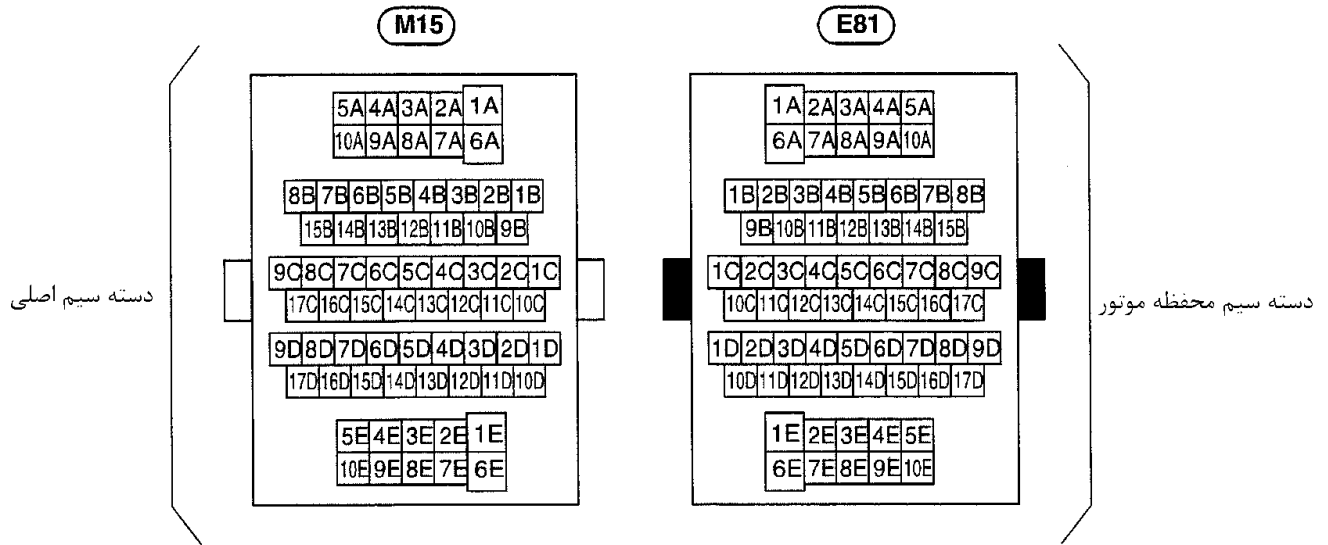 M15
E81
5A 4A 3A 2A 1A
10A 9A 8A 7A 6A
8B 7B 6B 5B 4B 3B 2B 1B
15B 14B 13B 12B 11B 10B 9B
9C 8C 7C 6C 5C 4C 3C 2C 1C
17C 16C 15C 14C 13C 12C 11C 10C
9D 8D 7D 6D 5D 4D 3D 2D 1D
17D 16D 15D 14D 13D 12D 11D 10D
5E 4E 3E 2E 1E
10E 9E 8E 7E 6E
دسته سیم اصلی
1A 2A 3A 4A 5A
6A 7A 8A 9A 10A
1B 2B 3B 4B 5B 6B 7B 8B
9B 10B 11B 12B 13B 14B 15B
1C 2C 3C 4C 5C 6C 7C 8C 9C
10C 11C 12C 13C 14C 15C 16C 17C
1D 2D 3D 4D 5D 6D 7D 8D 9D
10D 11D 12D 13D 14D 15D 16D 17D
1E 2E 3E 4E 5E
6E 7E 8E 9E 10E
دسته سیم محفظه موتور